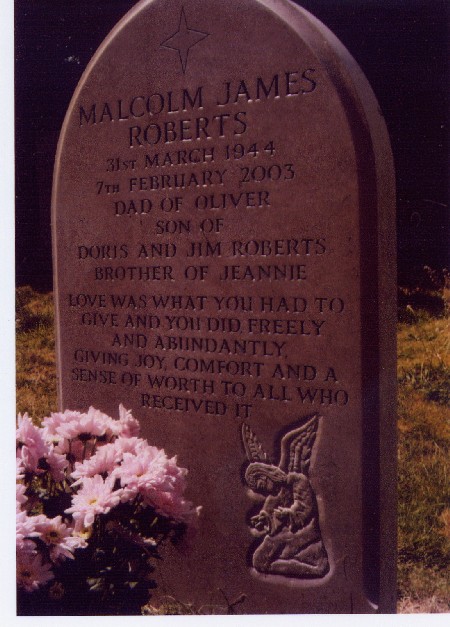 MALCOLM JAMES
ROBERTS
31ST MARCH 1944
7TH FEBRUARY 2003
DAD OF OLIVER
SON OF
DORIS AND JIM ROBERTS
BROTHER OF JEANNIE
LOVE WAS WHAT YOU HAD TO
GIVE AND YOU DID FREELY
AND ABUNDANTLY,
GIVING JOY, COMFORT AND A
SENSE OF WORTH TO ALL WHO
RECEIVED IT